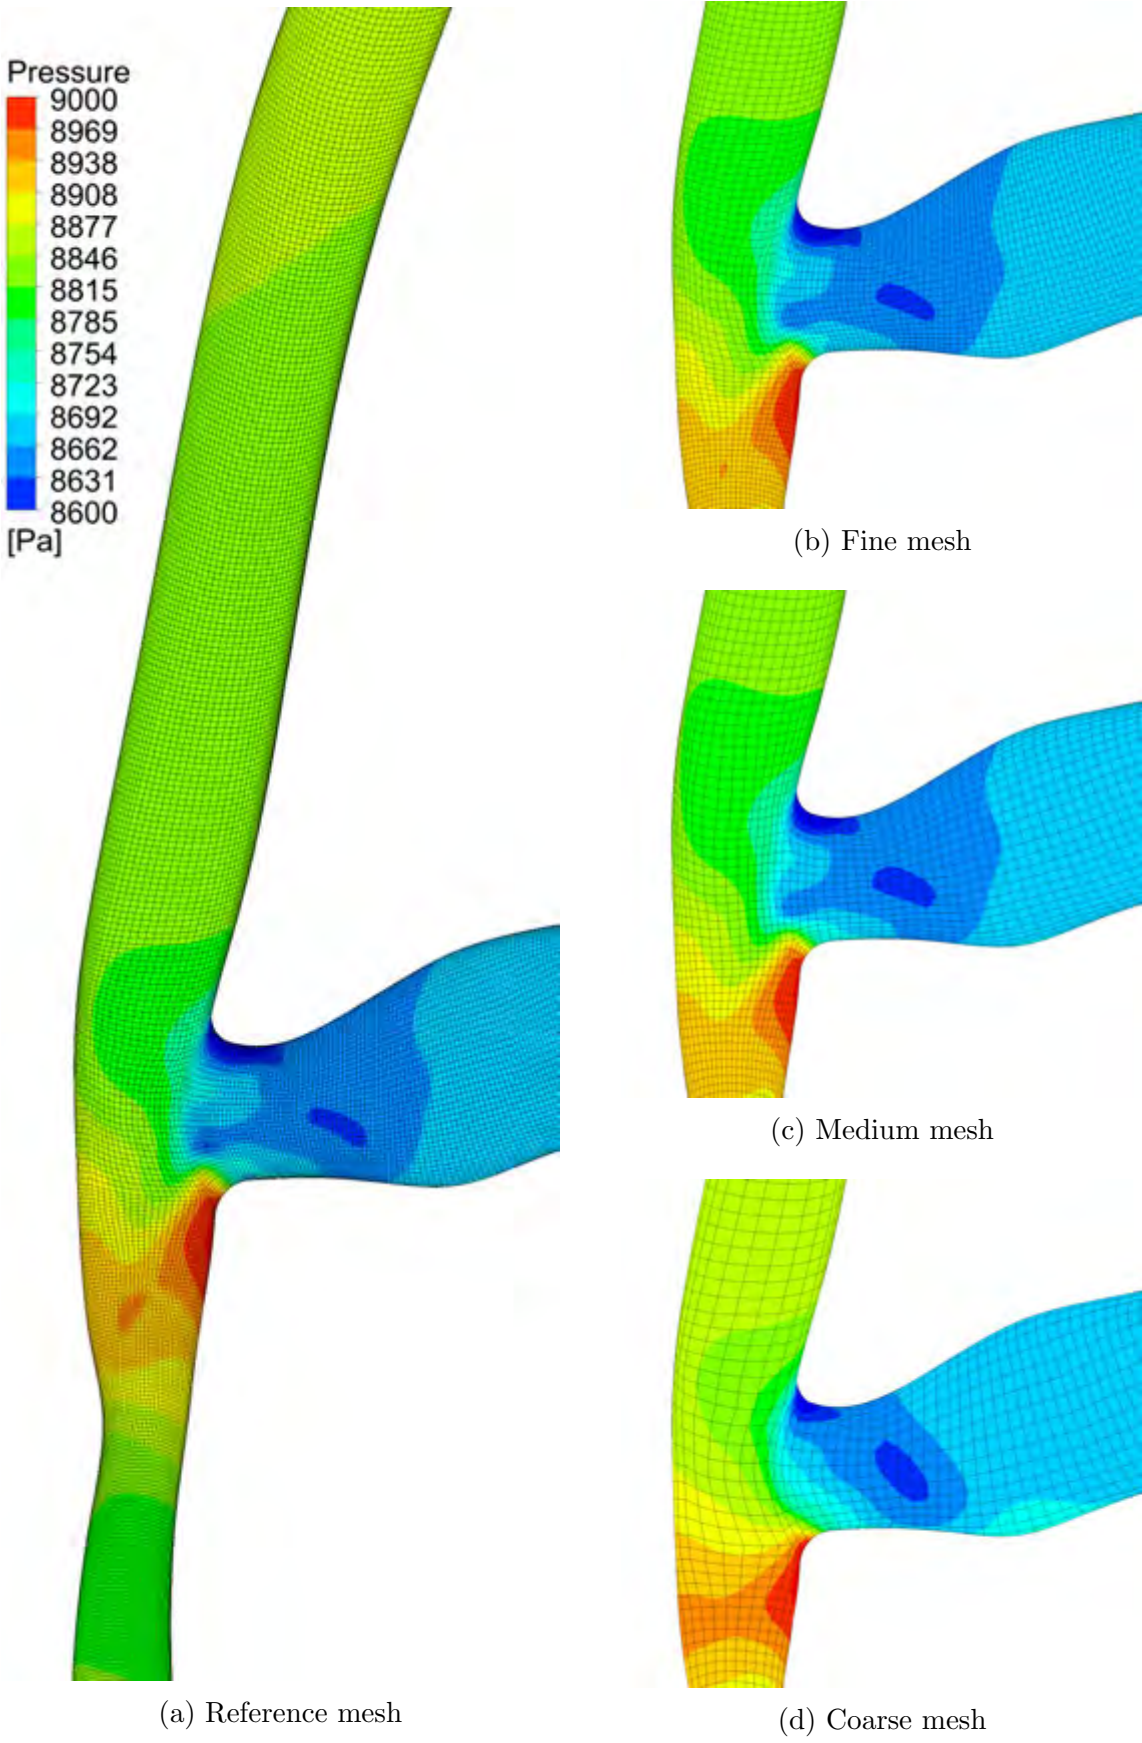 Pressure
9000
8969
8938
8908
8877
8846
8815
8785
8754
8723
8692
8662
8631
8600
[Pa]
(a) Reference mesh
(b) Fine mesh
(c) Medium mesh
(d) Coarse mesh